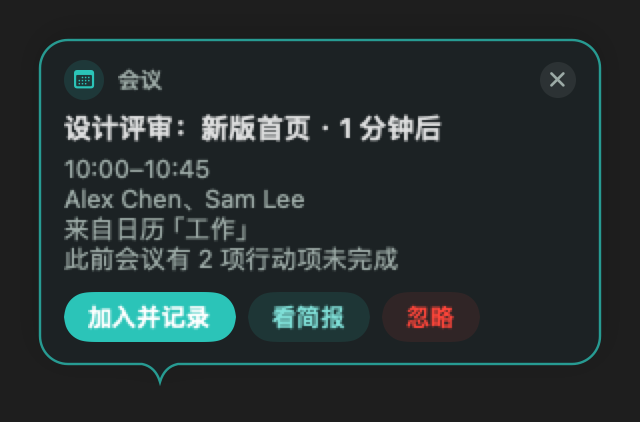 会议
设计评审：新版首页 · 1 分钟后
10:00–10:45
Alex Chen、Sam Lee
来自日历「工作」
此前会议有 2 项行动项未完成
加入并记录 看简报 忽略